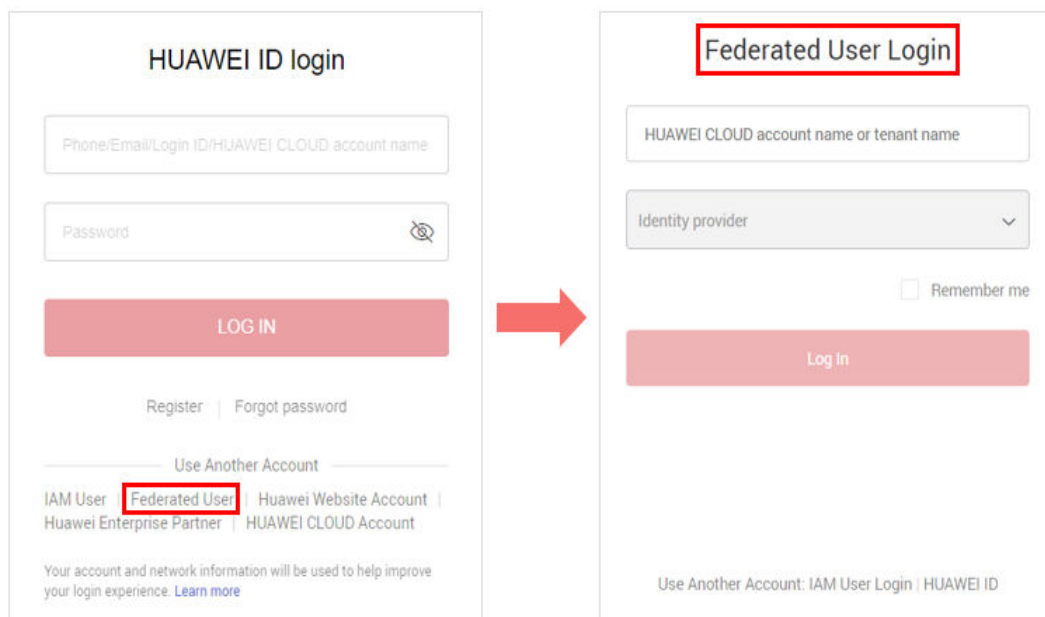 HUAWEI ID login
Phone/Email/Login ID/HUAWEI CLOUD account name
Password
LOG IN
Register | Forgot password
Use Another Account
IAM User | Federated User | Huawei Website Account |
Huawei Enterprise Partner | HUAWEI CLOUD Account
Your account and network information will be used to help improve
your login experience. Learn more
Federated User Login
HUAWEI CLOUD account name or tenant name
Identity provider
Remember me
Log In
Use Another Account: IAM User Login | HUAWEI ID